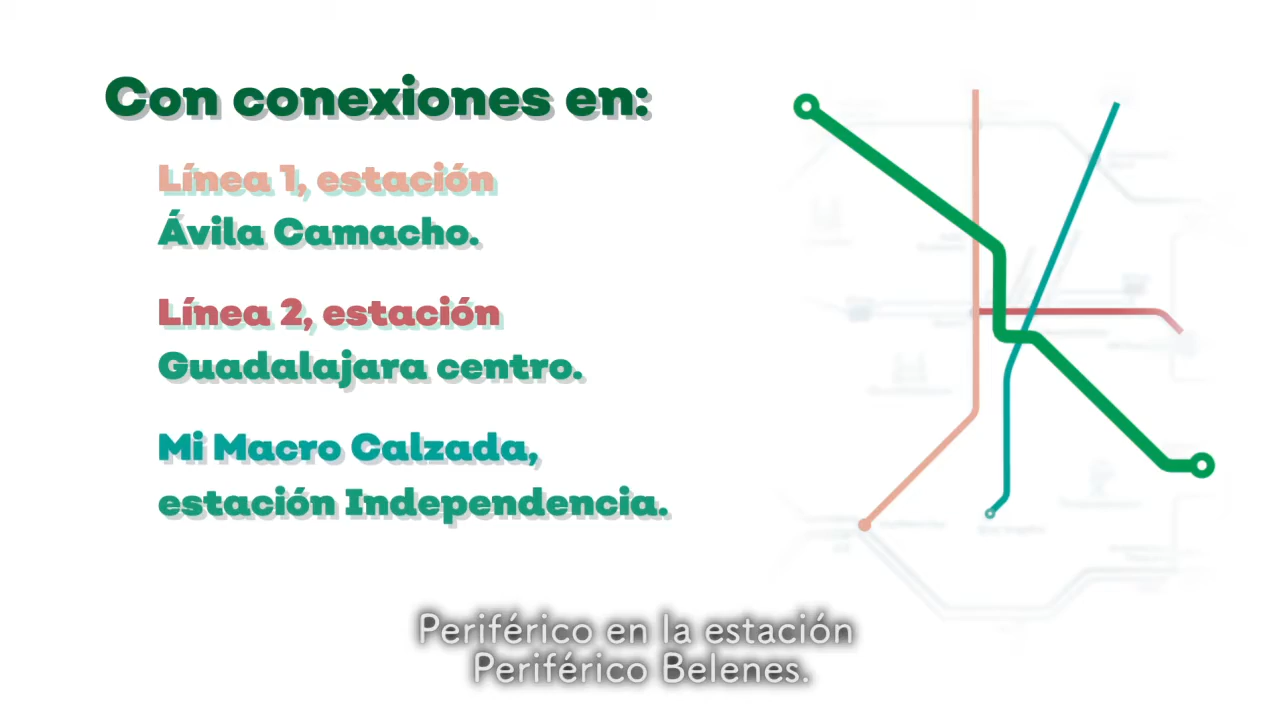 Con conexiones en:
Línea 1, estación
Ávila Camacho.
Línea 2, estación
Guadalajara centro.
Mi Macro Calzada,
estación Independencia.
Periférico en la estación
Periférico Belenes.